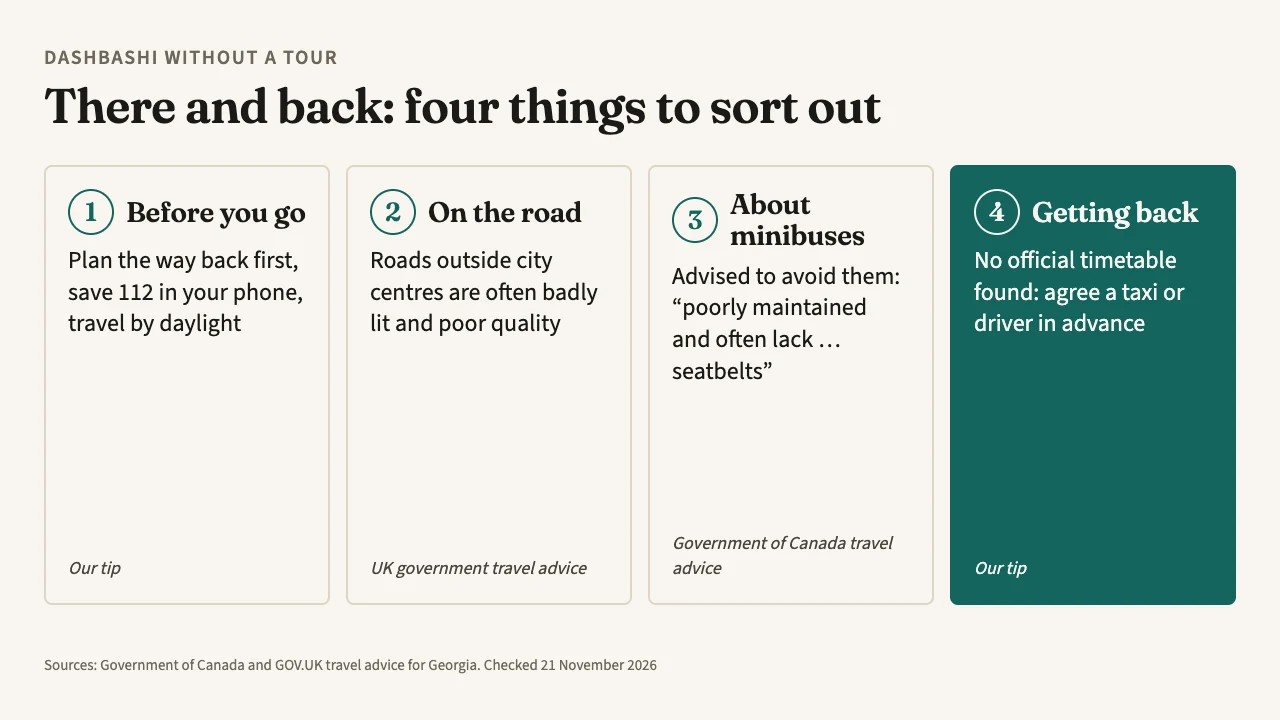 DASHBASHI WITHOUT A TOUR
There and back: four things to sort out
1 Before you go
Plan the way back first,
save 112 in your phone,
travel by daylight
Our tip
2 On the road
Roads outside city
centres are often badly
lit and poor quality
UK government travel advice
3 About
minibuses
Advised to avoid them:
“poorly maintained
and often lack …
seatbelts”
Government of Canada travel
advice
4 Getting back
No official timetable
found: agree a taxi or
driver in advance
Our tip
Sources: Government of Canada and GOV.UK travel advice for Georgia. Checked 21 November 2026